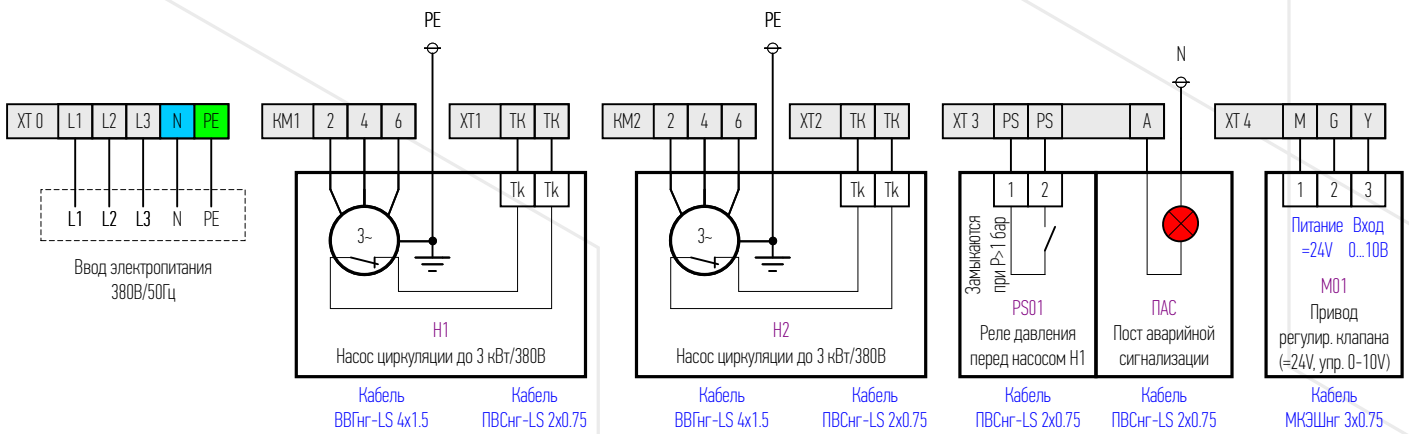 PE
PE
N
XT 0 L1 L2 L3 N PE
KM1 2 4 6
XT1 TK TK
KM2 2 4 6
XT2 TK TK
XT 3 PS PS A
XT 4 M G Y
L1 L2 L3 N PE
Ввод электропитания
380В/50Гц
Tk Tk
3~
H1
Насос циркуляции до 3 кВт/380В
Кабель
ВВГнг-LS 4x1.5
Кабель
ПВСнг-LS 2x0.75
Tk Tk
3~
H2
Насос циркуляции до 3 кВт/380В
Кабель
ВВГнг-LS 4x1.5
Кабель
ПВСнг-LS 2x0.75
1 2
Замыкаются
при P> 1 бар
PS01
Реле давления
перед насосом H1
Кабель
ПВСнг-LS 2x0.75
ПАС
Пост аварийной
сигнализации
Кабель
ПВСнг-LS 2x0.75
1 2 3
Питание Вход
=24V 0...10В
M01
Привод
регулир. клапана
(=24V, упр. 0-10V)
Кабель
МКЭШнг 3x0.75